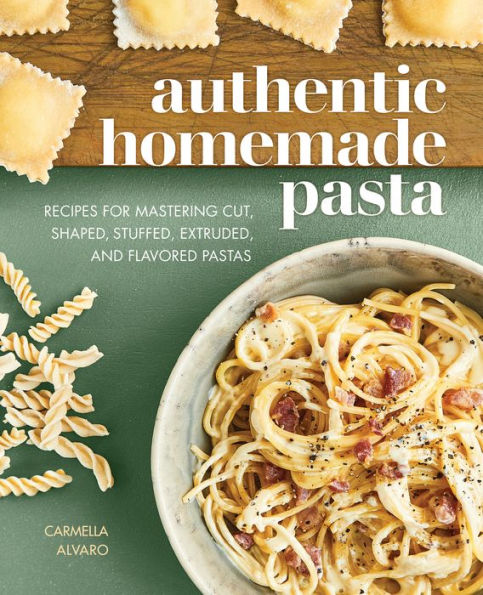 authentic
homemade
pasta
RECIPES FOR MASTERING CUT,
SHAPED, STUFFED, EXTRUDED,
AND FLAVORED PASTAS
CARMELLA
ALVARO